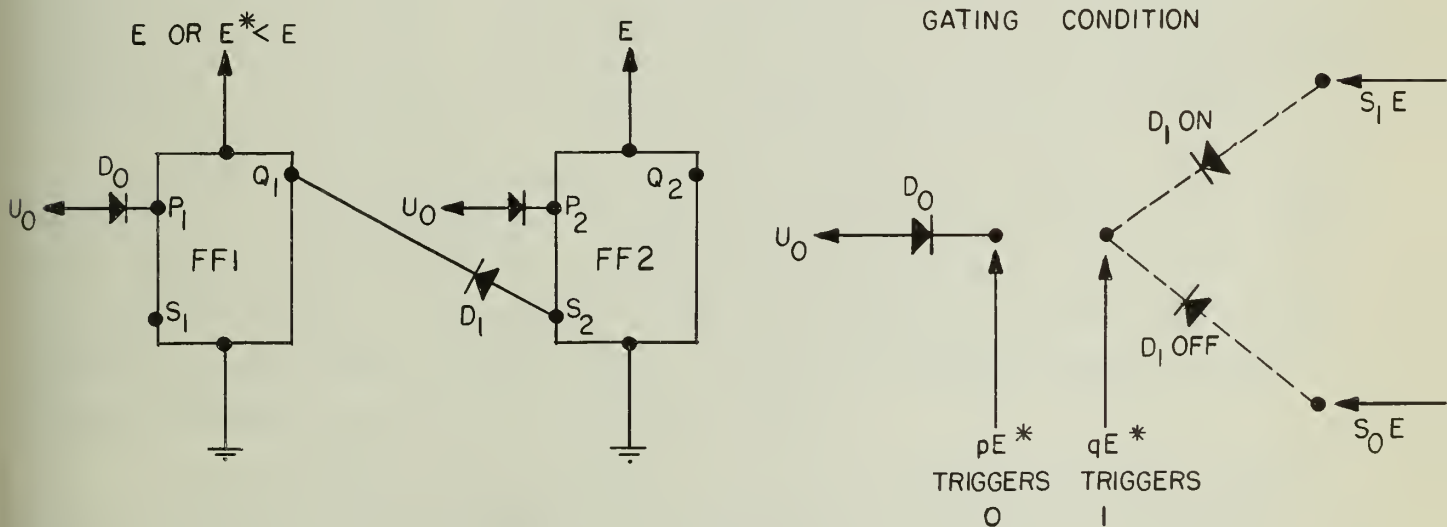 E OR E*< E
E
GATING CONDITION
D₀
U₀
P₁
Q₁
FF1
S₁
D₁
U₀
P₂
Q₂
FF2
S₂
D₁ ON
S₁ E
D₀
U₀
D₁ OFF
S₀ E
pE*
TRIGGERS
0
qE*
TRIGGERS
1